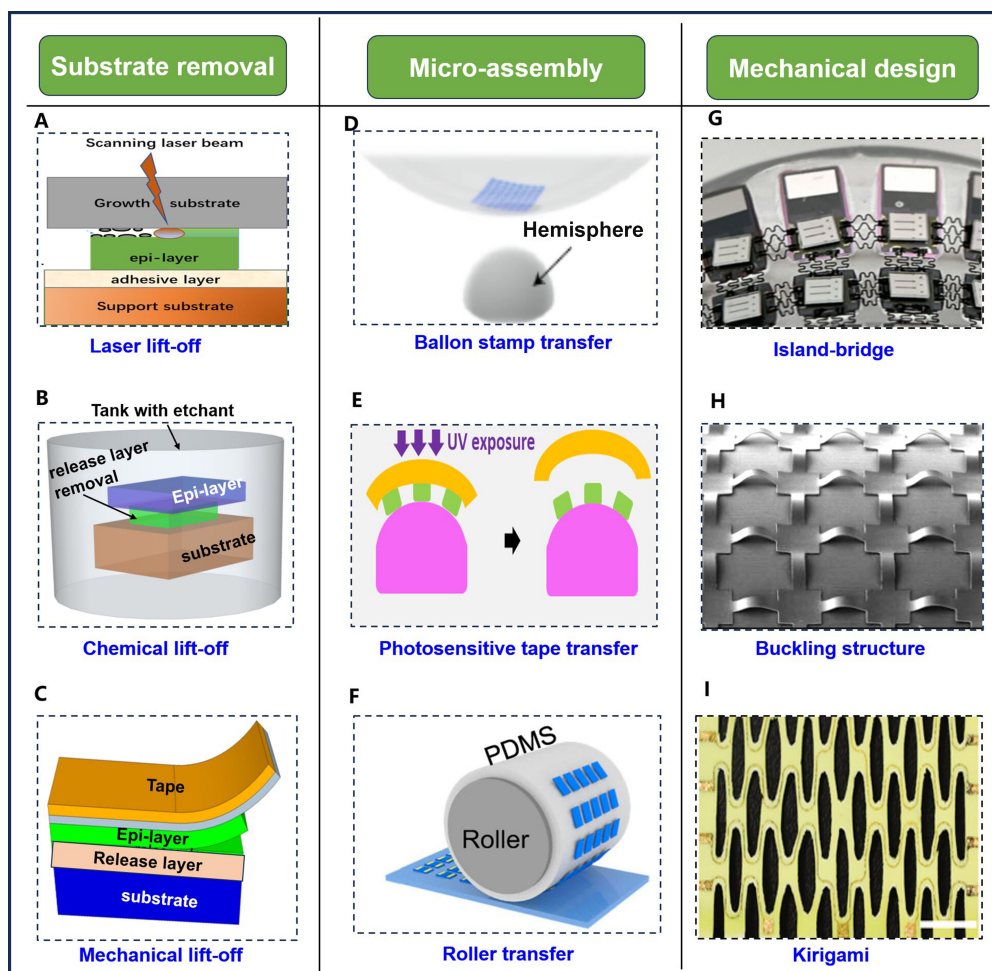 Substrate removal
Micro-assembly
Mechanical design
A
Scanning laser beam
Growth substrate
epi-layer
adhesive layer
Support substrate
Laser lift-off
D
Hemisphere
Ballon stamp transfer
G
Island-bridge
B
Tank with etchant
release layer
removal
Epi-layer
substrate
Chemical lift-off
E
UV exposure
Photosensitive tape transfer
H
Buckling structure
C
Tape
Epi-layer
Release layer
substrate
Mechanical lift-off
F
PDMS
Roller
Roller transfer
I
Kirigami